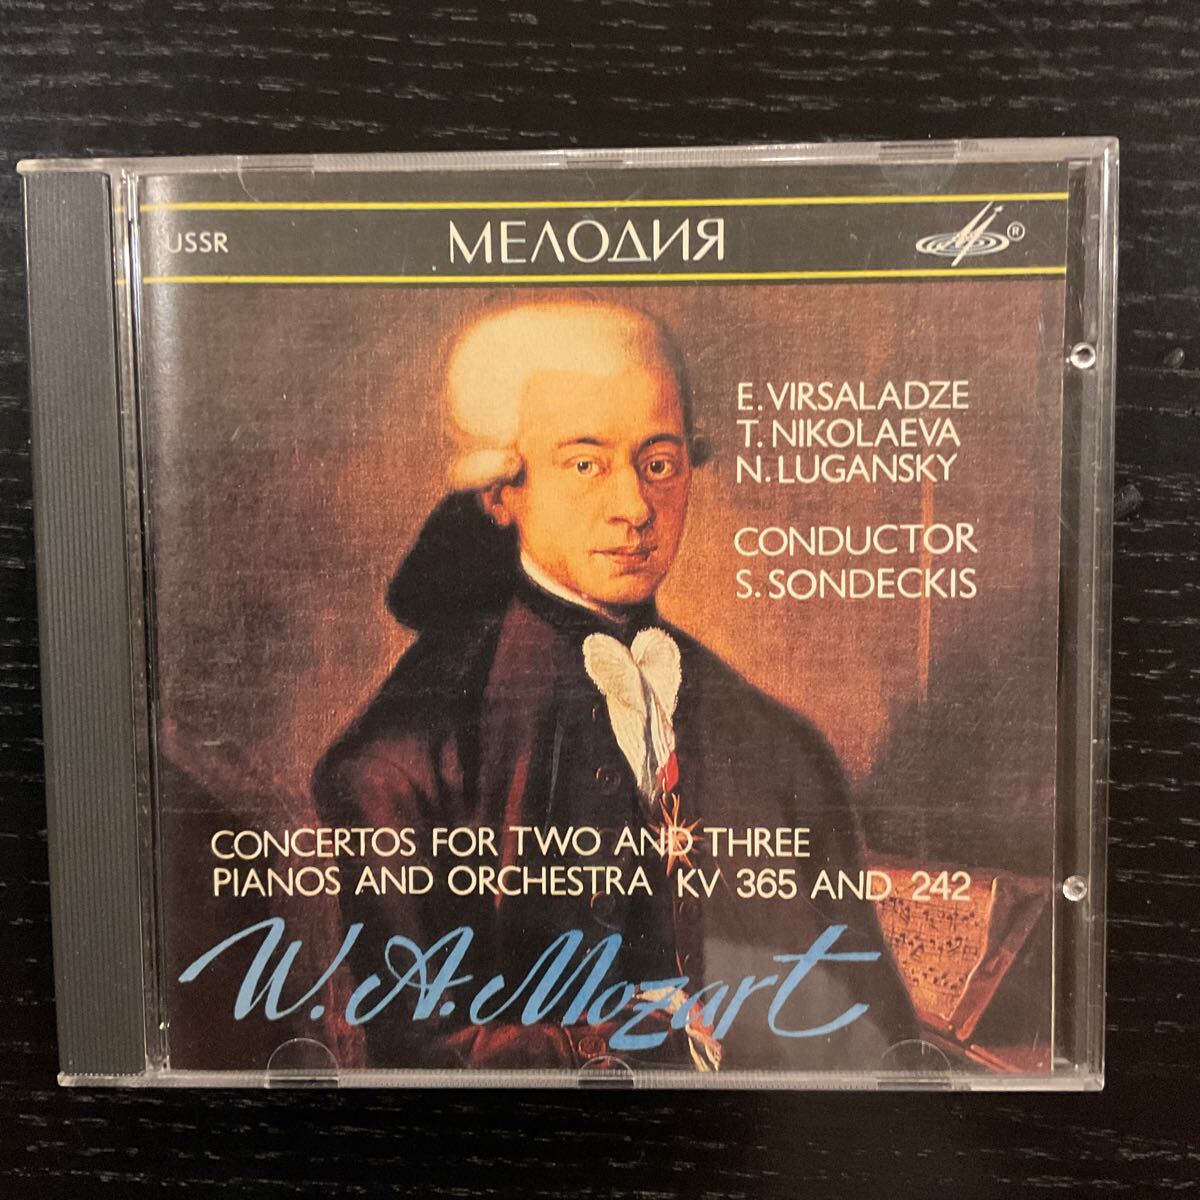 USSR
МЕЛОДИЯ
®
E. VIRSALADZE
T. NIKOLAEVA
N. LUGANSKY
CONDUCTOR
S. SONDECKIS
CONCERTOS FOR TWO AND THREE
PIANOS AND ORCHESTRA KV 365 AND 242
W. A. Mozart